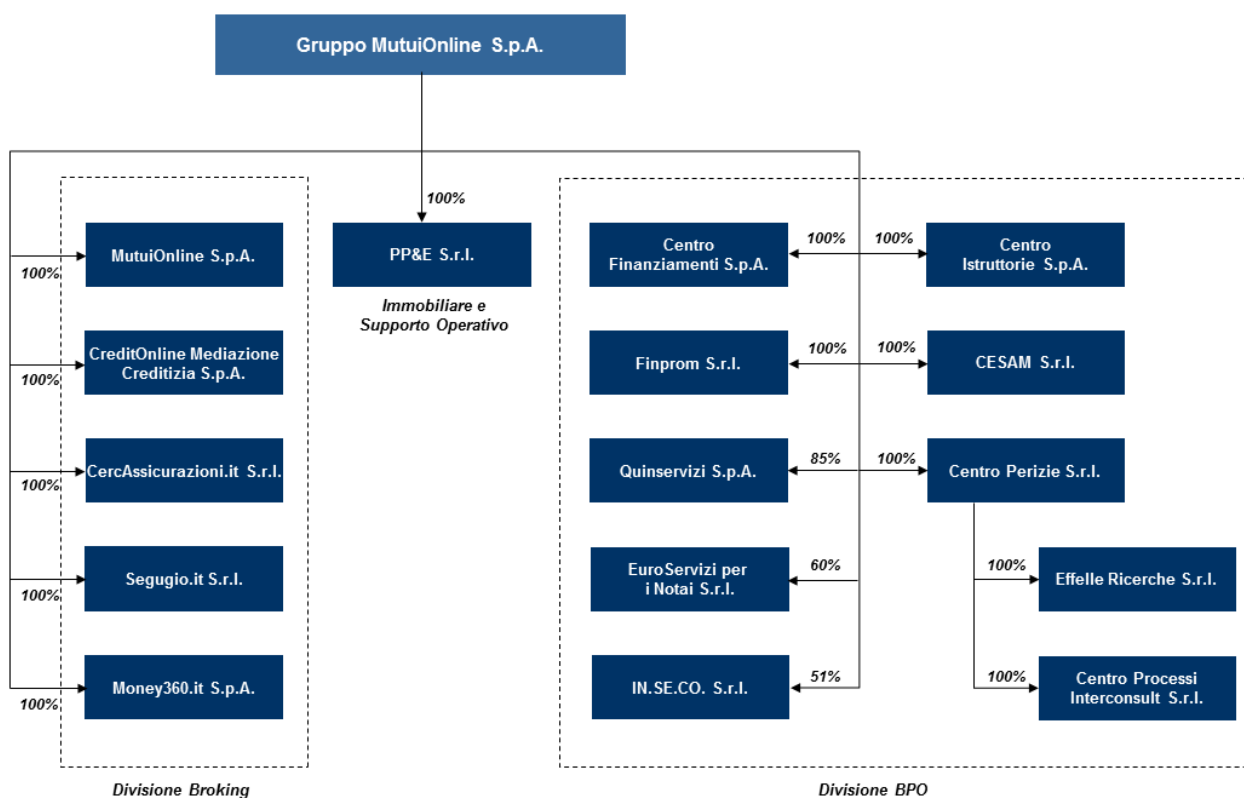 Gruppo MutuiOnline S.p.A.
100%
MutuiOnline S.p.A.
100%
CreditOnline Mediazione
Creditizia S.p.A.
100%
CercAssicurazioni.it S.r.l.
100%
Segugio.it S.r.l.
100%
Money360.it S.p.A.
100%
Divisione Broking
PP&E S.r.l.
Immobiliare e
Supporto Operativo
Centro
Finanziamenti S.p.A.
100%
100%
Centro
Istruttorie S.p.A.
Finprom S.r.l.
100%
100%
CESAM S.r.l.
Quinservizi S.p.A.
85%
100%
Centro Perizie S.r.l.
EuroServizi per
i Notai S.r.l.
60%
100%
Effelle Ricerche S.r.l.
IN.SE.CO. S.r.l.
51%
100%
Centro Processi
Interconsult S.r.l.
Divisione BPO